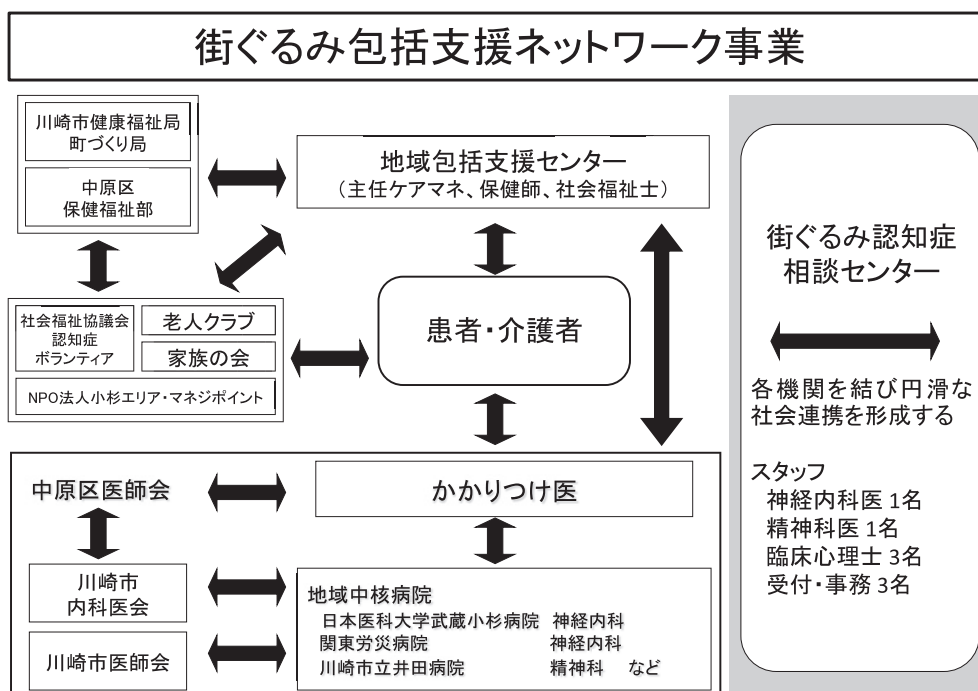 街ぐるみ包括支援ネットワーク事業
川崎市健康福祉局
町づくり局
中原区
保健福祉部
地域包括支援センター
（主任ケアマネ、保健師、社会福祉士）
社会福祉協議会
認知症
ボランティア
老人クラブ
家族の会
NPO法人小杉エリア・マネジポイント
患者・介護者
中原区医師会
かかりつけ医
川崎市
内科医会
川崎市医師会
地域中核病院
日本医科大学武蔵小杉病院 神経内科
関東労災病院 神経内科
川崎市立井田病院 精神科 など
街ぐるみ認知症
相談センター
各機関を結び円滑な
社会連携を形成する
スタッフ
神経内科医 1名
精神科医 1名
臨床心理士 3名
受付・事務 3名